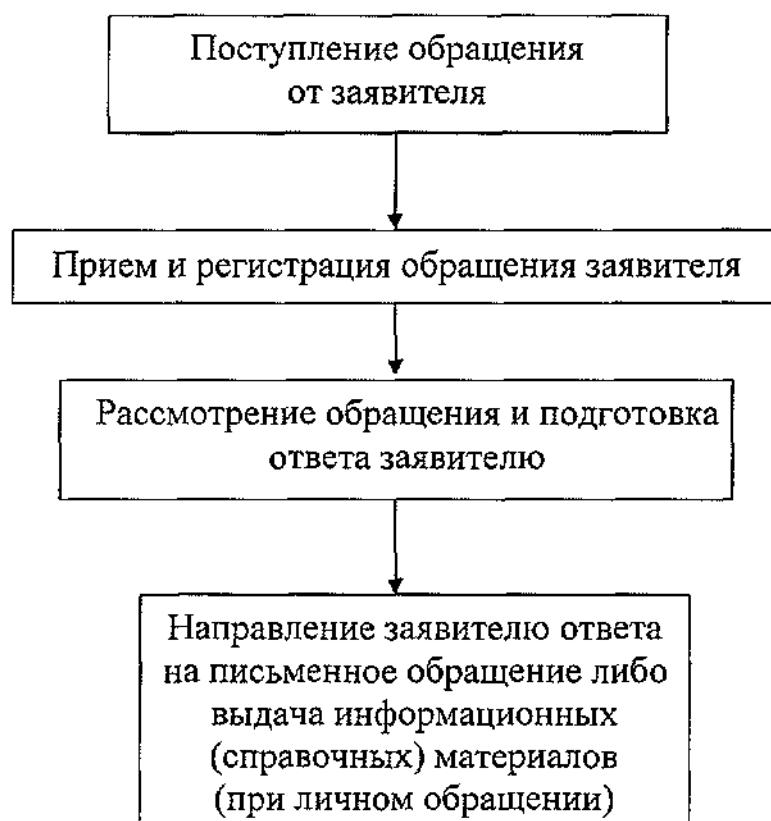 Поступление обращения
от заявителя
Прием и регистрация обращения заявителя
Рассмотрение обращения и подготовка
ответа заявителю
Направление заявителю ответа
на письменное обращение либо
выдача информационных
(справочных) материалов
(при личном обращении)